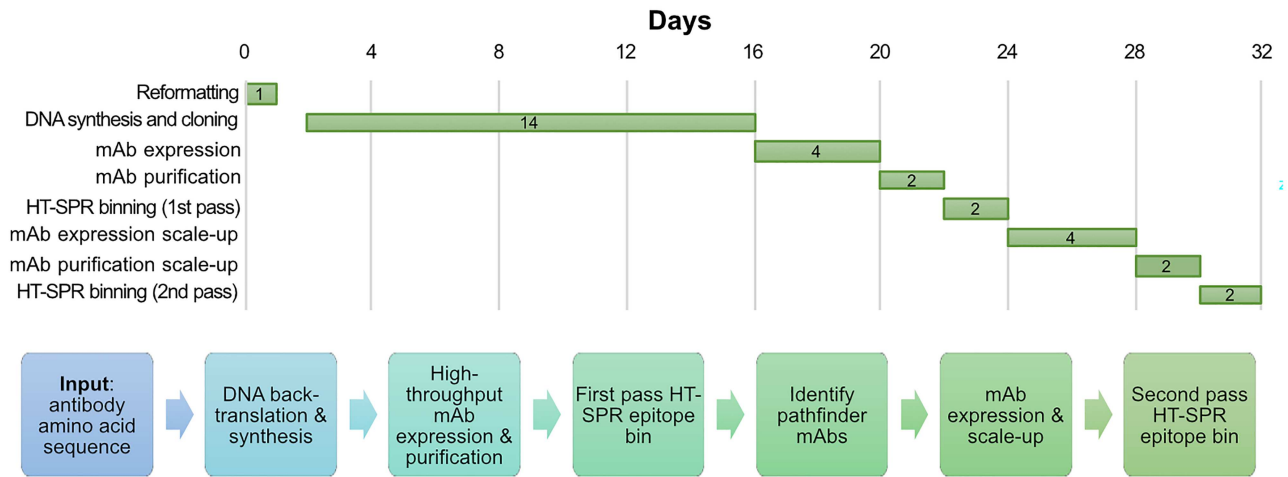 Days
0 4 8 12 16 20 24 28 32
Reformatting 1
DNA synthesis and cloning 14
mAb expression 4
mAb purification 2
HT-SPR binning (1st pass) 2
mAb expression scale-up 4
mAb purification scale-up 2
HT-SPR binning (2nd pass) 2
Input:
antibody
amino acid
sequence
DNA back-
translation &
synthesis
High-
throughput
mAb
expression &
purification
First pass HT-
SPR epitope
bin
Identify
pathfinder
mAbs
mAb
expression &
scale-up
Second pass
HT-SPR
epitope bin